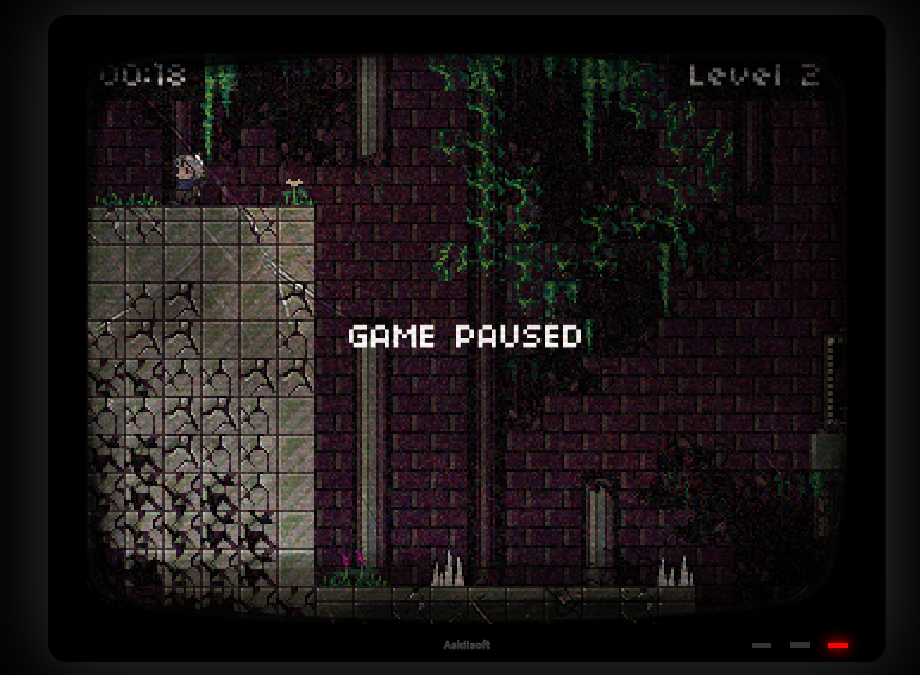 00:18
Level 2
GAME PAUSED
Askiisoft